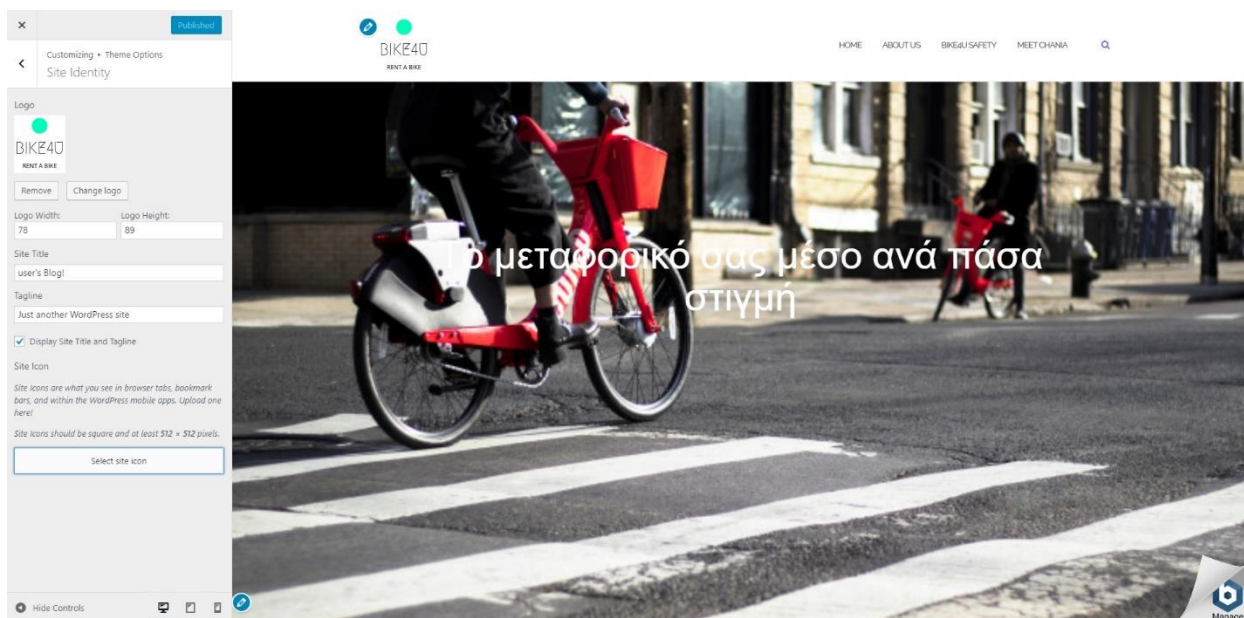 Published
Customizing • Theme Options
Site Identity
Logo
BIKE4U
RENT A BIKE
Remove
Change logo
Logo Width:
Logo Height:
78
89
Site Title
user's Blog!
Tagline
Just another WordPress site
Display Site Title and Tagline
Site Icon
Site Icons are what you see in browser tabs, bookmark
bars, and within the WordPress mobile apps. Upload one
here!
Site Icons should be square and at least 512 × 512 pixels.
Select site icon
Hide Controls
BIKE4U
RENT A BIKE
HOME
ABOUT US
BIKE4U SAFETY
MEET CHANIA
Το μεταφορικό σας μέσο ανά πάσα
στιγμή
Manage